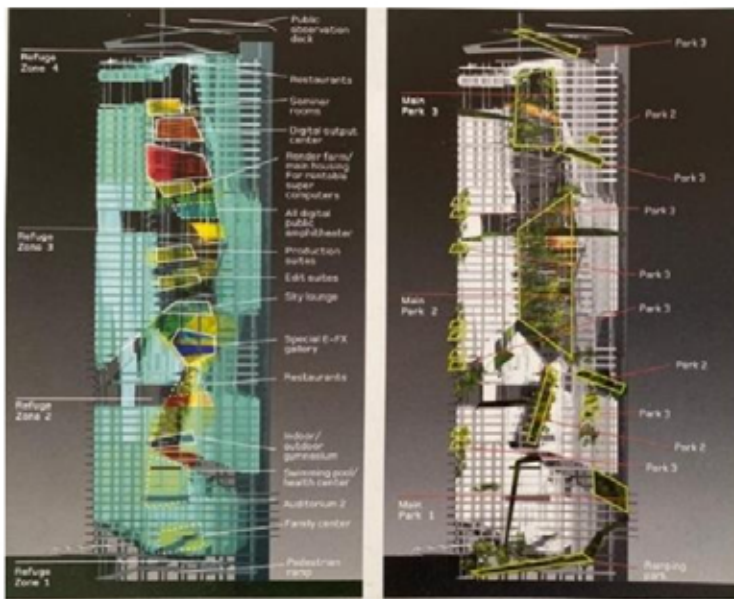 Public
observation
deck
Refuge
Zone 4
Restaurants
Seminar
rooms
Digital output
center
Render farm/
main housing
For rentable
super
computers
All digital
public
amphitheater
Refuge
Zone 3
Production
suites
Edit suites
Sky lounge
Special E-FX
gallery
Restaurants
Refuge
Zone 2
Indoor/
outdoor
gymnasium
Swimming pool/
health center
Auditorium 2
Family center
Refuge
Zone 1
Pedestrian
ramp
Park 3
Main
Park 3
Park 2
Park 3
Park 3
Park 3
Main
Park 2
Park 3
Park 2
Park 3
Park 2
Park 3
Main
Park 1
Ramping
park